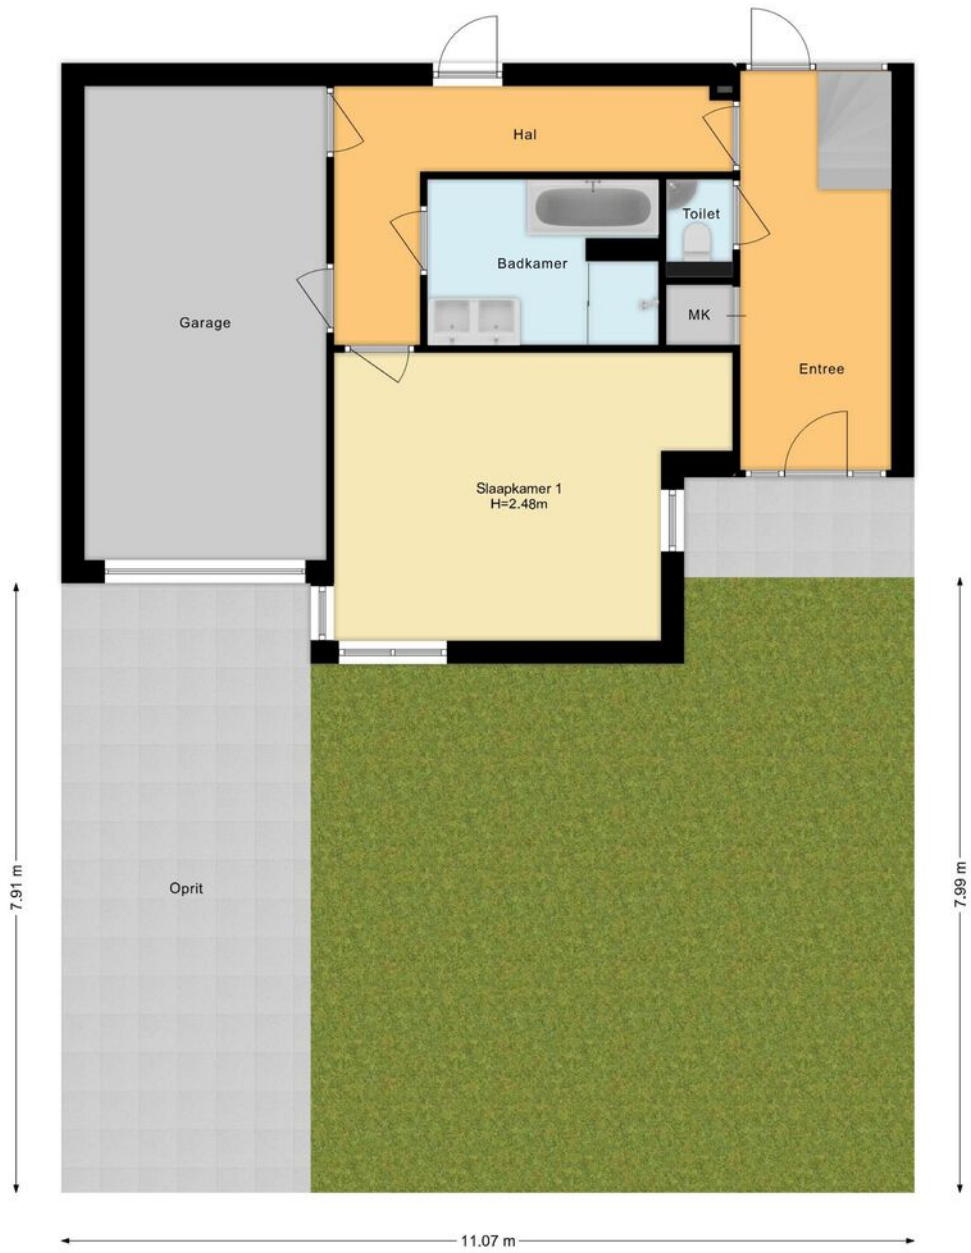 Hal
Toilet
Badkamer
MK
Garage
Entree
Slaapkamer 1
H=2.48m
Oprit
7.91 m
7.99 m
11.07 m